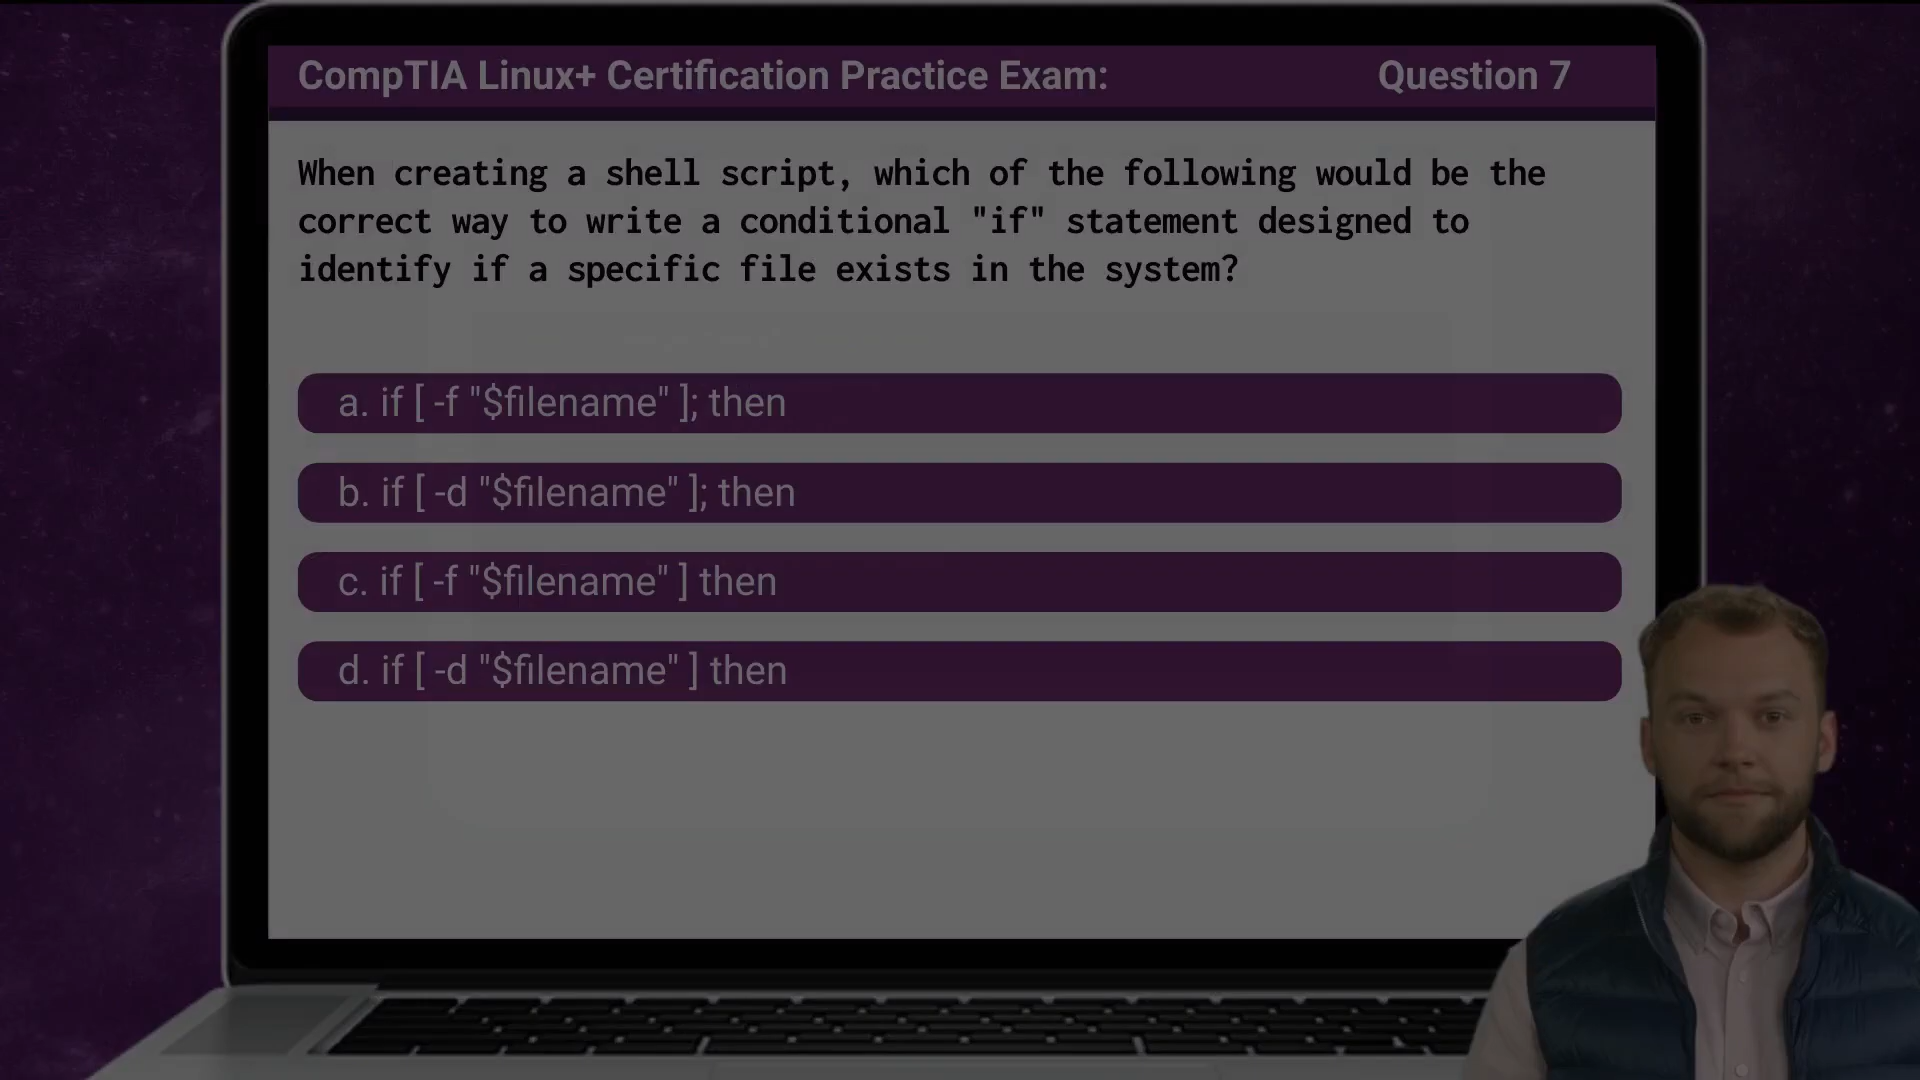 CompTIA Linux+ Certification Practice Exam: Question 7
When creating a shell script, which of the following would be the
correct way to write a conditional "if" statement designed to
identify if a specific file exists in the system?
a. if [ -f "$filename" ]; then
b. if [ -d "$filename" ]; then
c. if [ -f "$filename" ] then
d. if [ -d "$filename" ] then